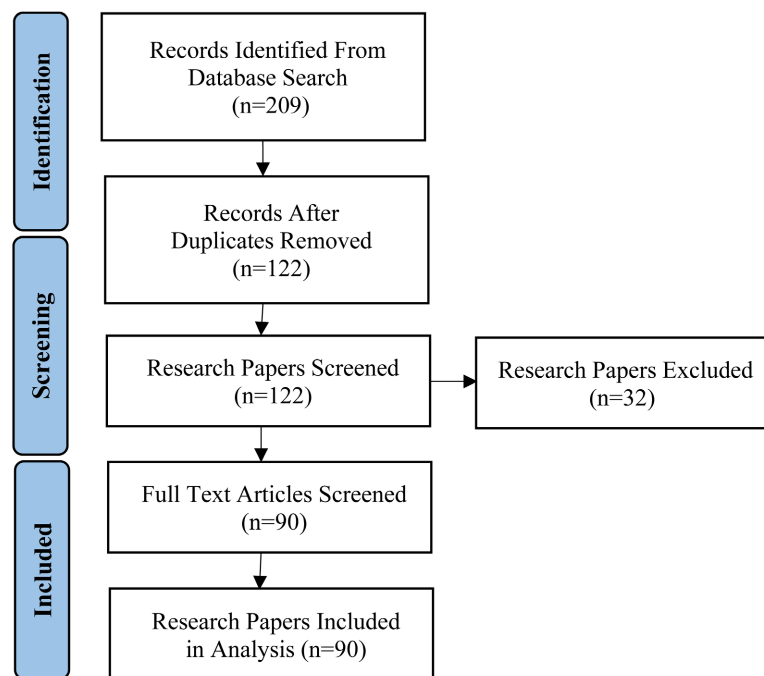 Identification
Records Identified From
Database Search
(n=209)
Records After
Duplicates Removed
(n=122)
Screening
Research Papers Screened
(n=122)
Research Papers Excluded
(n=32)
Included
Full Text Articles Screened
(n=90)
Research Papers Included
in Analysis (n=90)